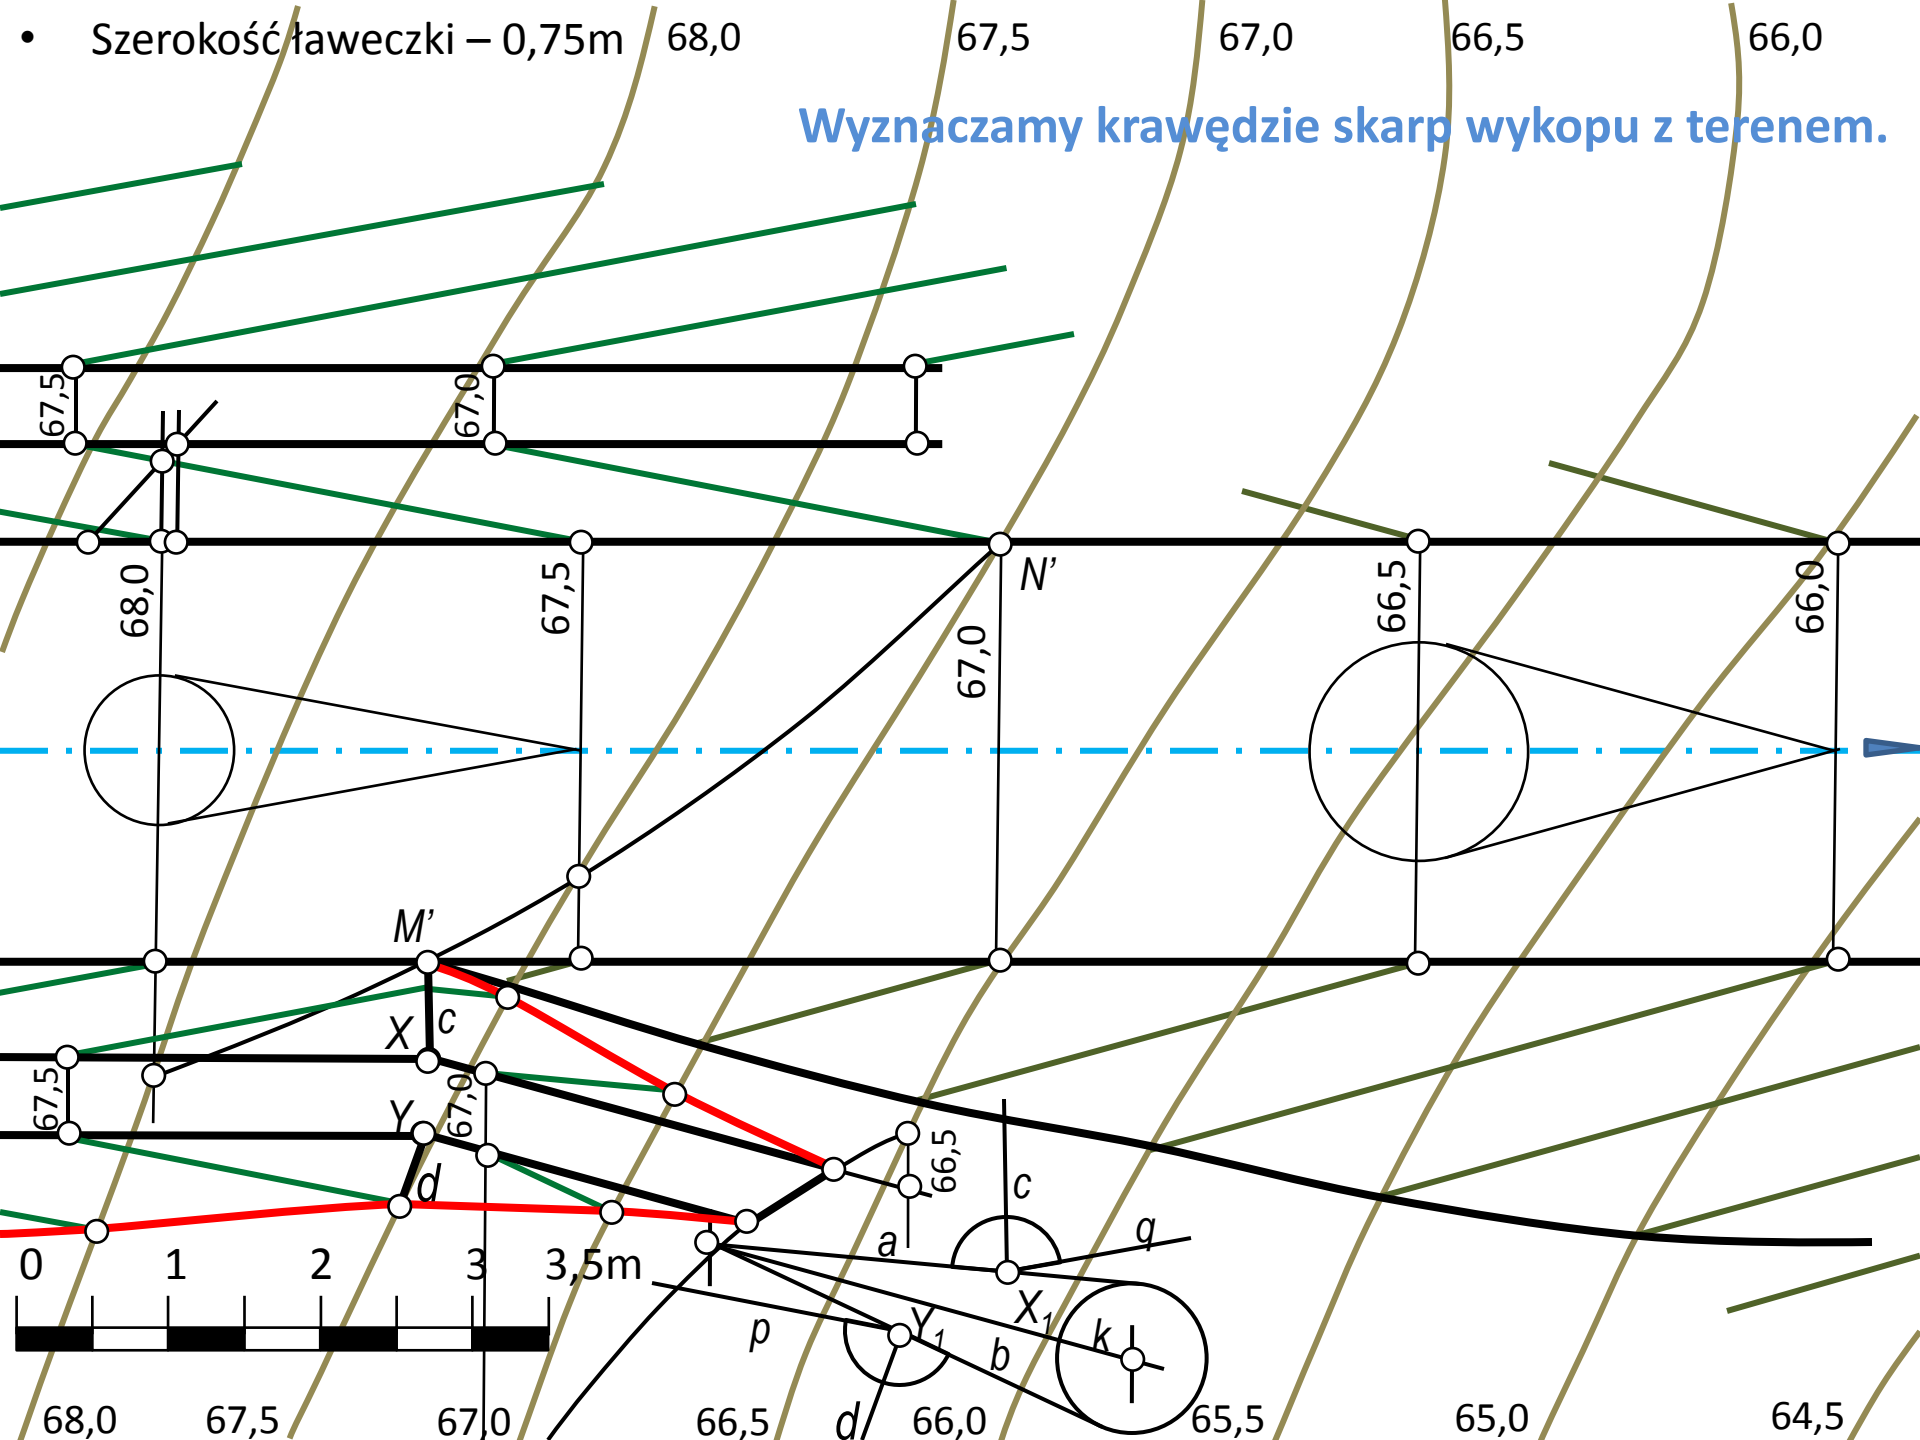 • Szerokość ławeczki – 0,75m
68,0 67,5 67,0 66,5 66,0
Wyznaczamy krawędzie skarp wykopu z terenem.
67,5 67,0
68,0 67,5 67,0 66,5 66,0
N’
M’
X c
67,5 Y 67,0 66,5
d
c
a q
0 1 2 3 3,5m
X1
p Y1 b k
d
68,0 67,5 67,0 66,5 66,0 65,5 65,0 64,5